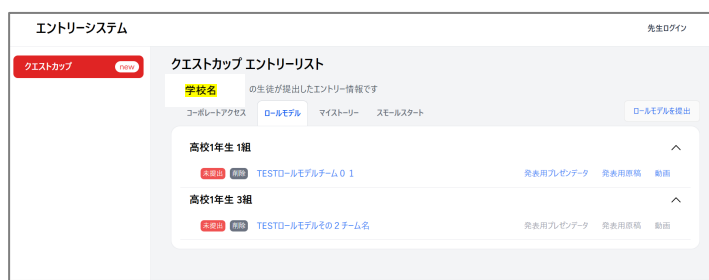 エントリーシステム
先生ログイン
クエストカップ new
クエストカップ エントリーリスト
学校名 の生徒が提出したエントリー情報です
コーポレートアクセス ロールモデル マイストーリー スモールスタート
ロールモデルを提出
高校1年生 1組
未提出 削除 TESTロールモデルチーム01 発表用プレゼンデータ 発表用原稿 動画
高校1年生 3組
未提出 削除 TESTロールモデルその2チーム名 発表用プレゼンデータ 発表用原稿 動画